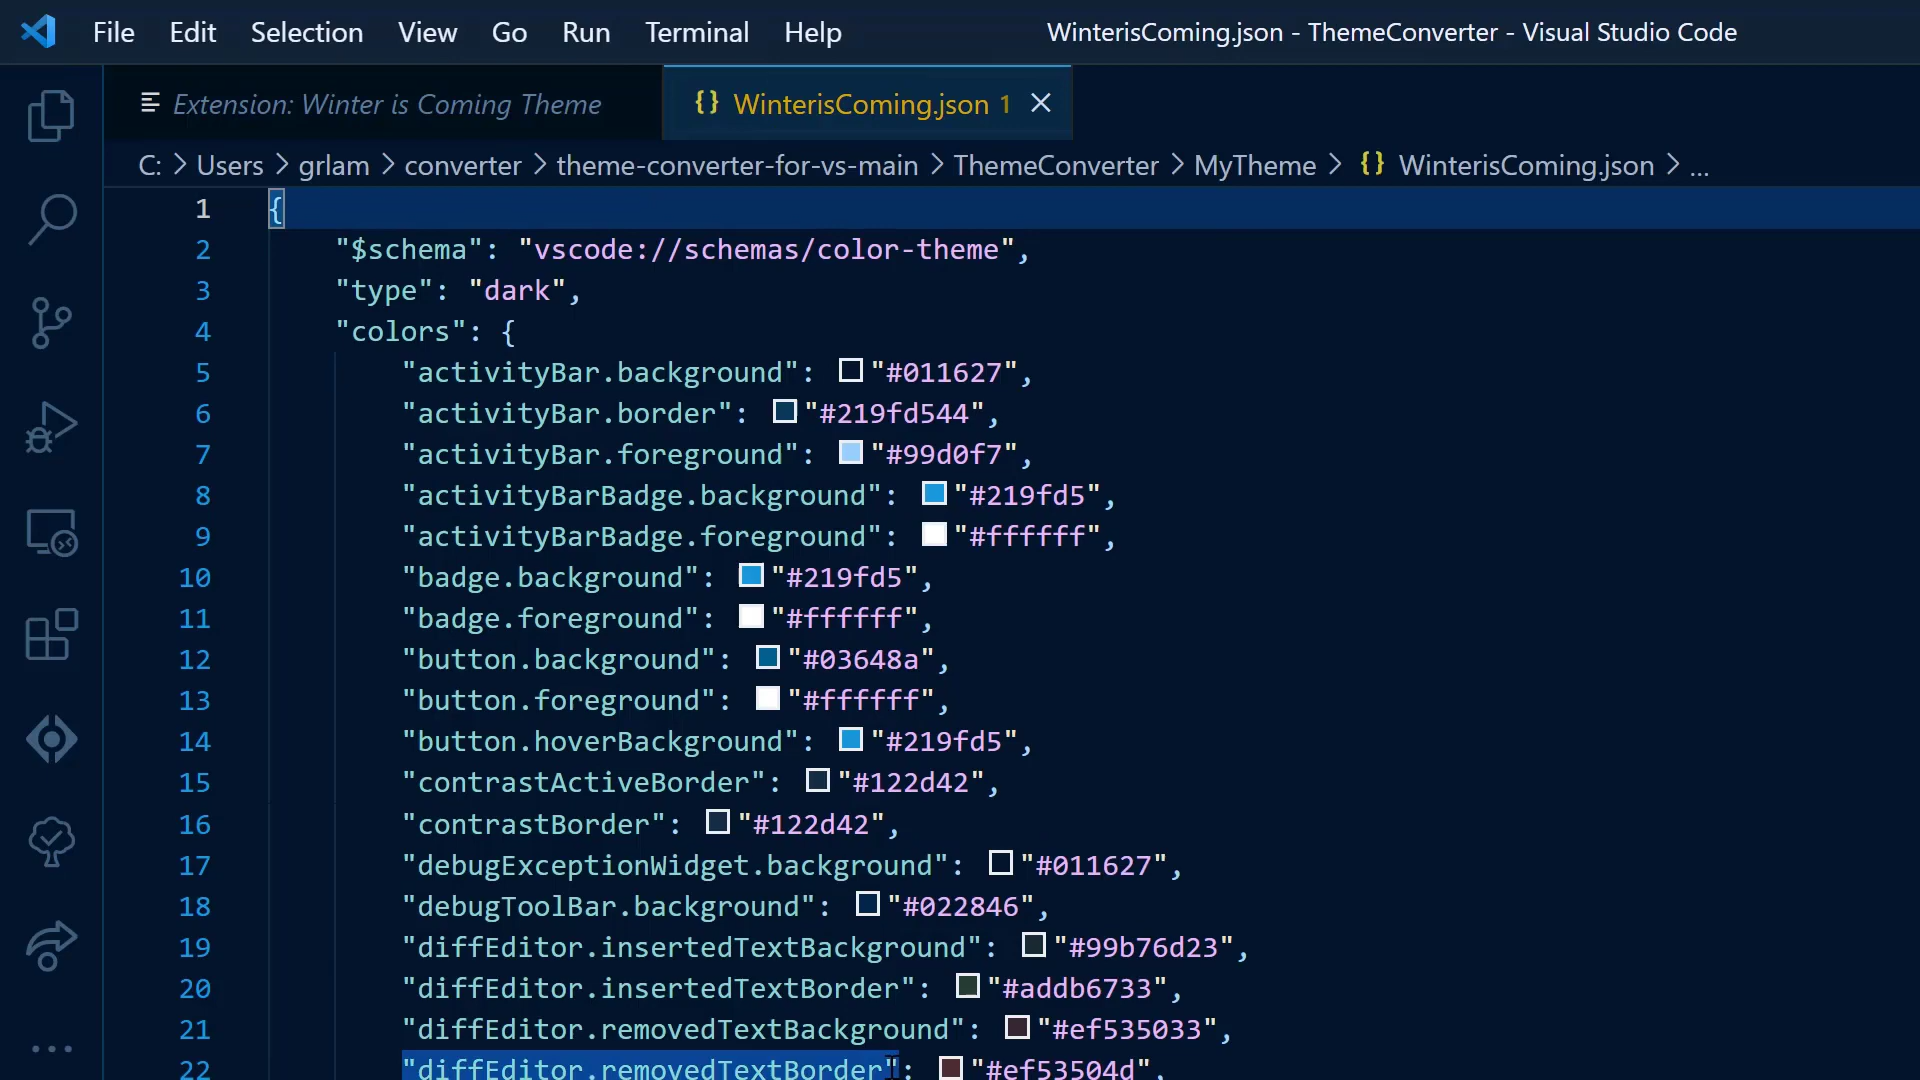 File Edit Selection View Go Run Terminal Help WinterisComing.json - ThemeConverter - Visual Studio Code
Extension: Winter is Coming Theme {} WinterisComing.json 1
C: > Users > grlam > converter > theme-converter-for-vs-main > ThemeConverter > MyTheme > {} WinterisComing.json > ...
1 {
2 "$schema": "vscode://schemas/color-theme",
3 "type": "dark",
4 "colors": {
5 "activityBar.background": "#011627",
6 "activityBar.border": "#219fd544",
7 "activityBar.foreground": "#99d0f7",
8 "activityBarBadge.background": "#219fd5",
9 "activityBarBadge.foreground": "#ffffff",
10 "badge.background": "#219fd5",
11 "badge.foreground": "#ffffff",
12 "button.background": "#03648a",
13 "button.foreground": "#ffffff",
14 "button.hoverBackground": "#219fd5",
15 "contrastActiveBorder": "#122d42",
16 "contrastBorder": "#122d42",
17 "debugExceptionWidget.background": "#011627",
18 "debugToolBar.background": "#022846",
19 "diffEditor.insertedTextBackground": "#99b76d23",
20 "diffEditor.insertedTextBorder": "#addb6733",
21 "diffEditor.removedTextBackground": "#ef535033",
22 "diffEditor.removedTextBorder": "#ef53504d",